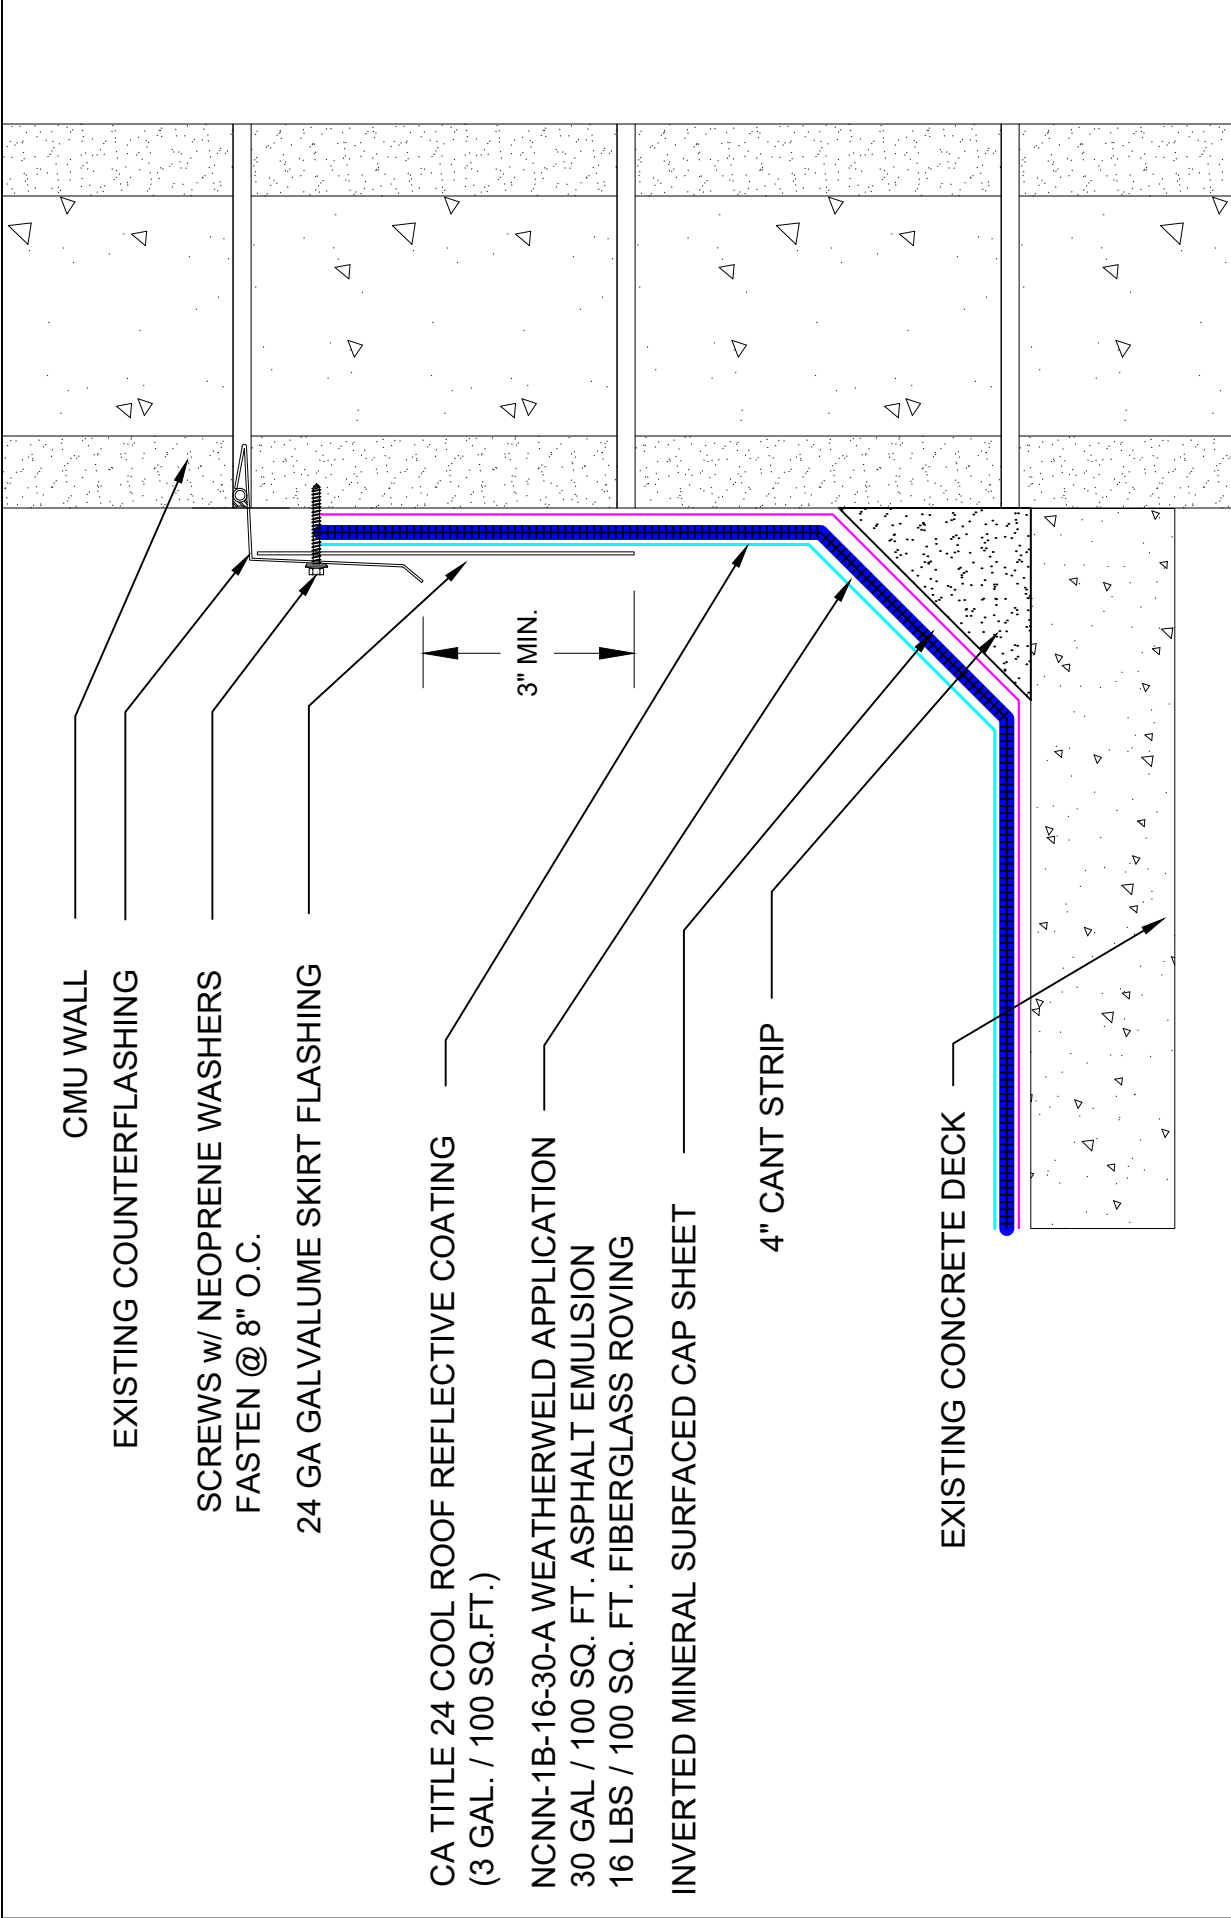 CMU WALL
EXISTING COUNTERFLASHING
SCREWS w/ NEOPRENE WASHERS
FASTEN @ 8" O.C.
24 GA GALVALUME SKIRT FLASHING
3" MIN.
CA TITLE 24 COOL ROOF REFLECTIVE COATING
(3 GAL. / 100 SQ.FT.)
NCNN-1B-16-30-A WEATHERWELD APPLICATION
30 GAL / 100 SQ. FT. ASPHALT EMULSION
16 LBS / 100 SQ. FT. FIBERGLASS ROVING
INVERTED MINERAL SURFACED CAP SHEET
4" CANT STRIP
EXISTING CONCRETE DECK